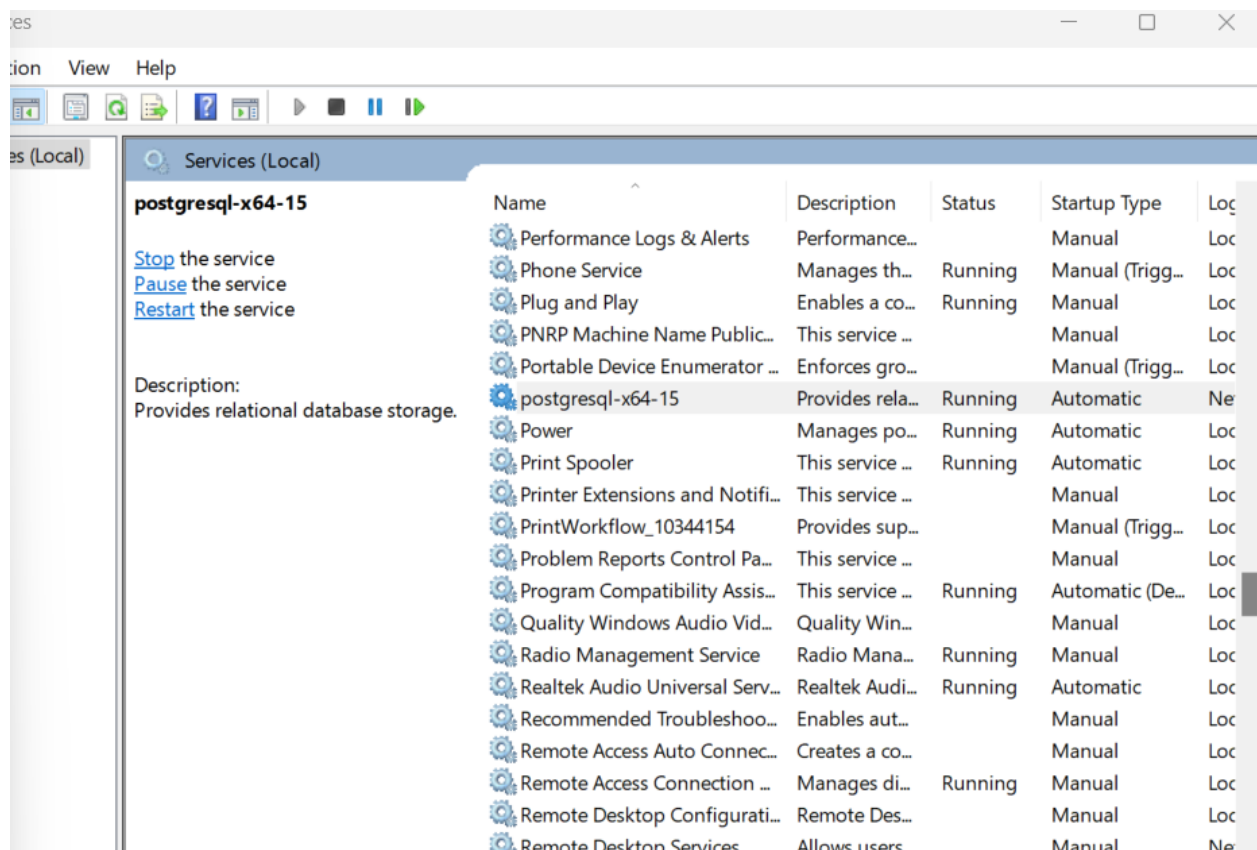 ces
tion View Help
es (Local)
Services (Local)
postgresql-x64-15
Stop the service
Pause the service
Restart the service
Description:
Provides relational database storage.
Name Description Status Startup Type Log
Performance Logs & Alerts Performance... Manual Loc
Phone Service Manages th... Running Manual (Trigg... Loc
Plug and Play Enables a co... Running Manual Loc
PNRP Machine Name Public... This service ... Manual Loc
Portable Device Enumerator ... Enforces gro... Manual (Trigg... Loc
postgresql-x64-15 Provides rela... Running Automatic Ne
Power Manages po... Running Automatic Loc
Print Spooler This service ... Running Automatic Loc
Printer Extensions and Notifi... This service ... Manual Loc
PrintWorkflow_10344154 Provides sup... Manual (Trigg... Loc
Problem Reports Control Pa... This service ... Manual Loc
Program Compatibility Assis... This service ... Running Automatic (De... Loc
Quality Windows Audio Vid... Quality Win... Manual Loc
Radio Management Service Radio Mana... Running Manual Loc
Realtek Audio Universal Serv... Realtek Audi... Running Automatic Loc
Recommended Troubleshoo... Enables aut... Manual Loc
Remote Access Auto Connec... Creates a co... Manual Loc
Remote Access Connection ... Manages di... Running Manual Loc
Remote Desktop Configurati... Remote Des... Manual Loc
Remote Desktop Services Allows users Manual Ne